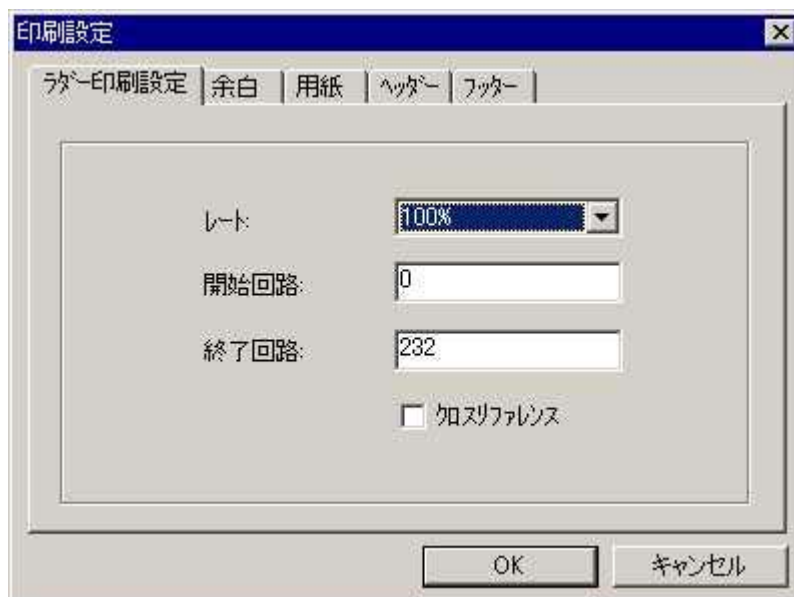 印刷設定
ﾗﾀﾞｰ印刷設定 余白 用紙 ﾍｯﾀﾞｰ ﾌｯﾀｰ
ﾚｰﾄ: 100%
開始回路: 0
終了回路: 232
ｸﾛｽﾘﾌｧﾚﾝｽ
OK キャンセル